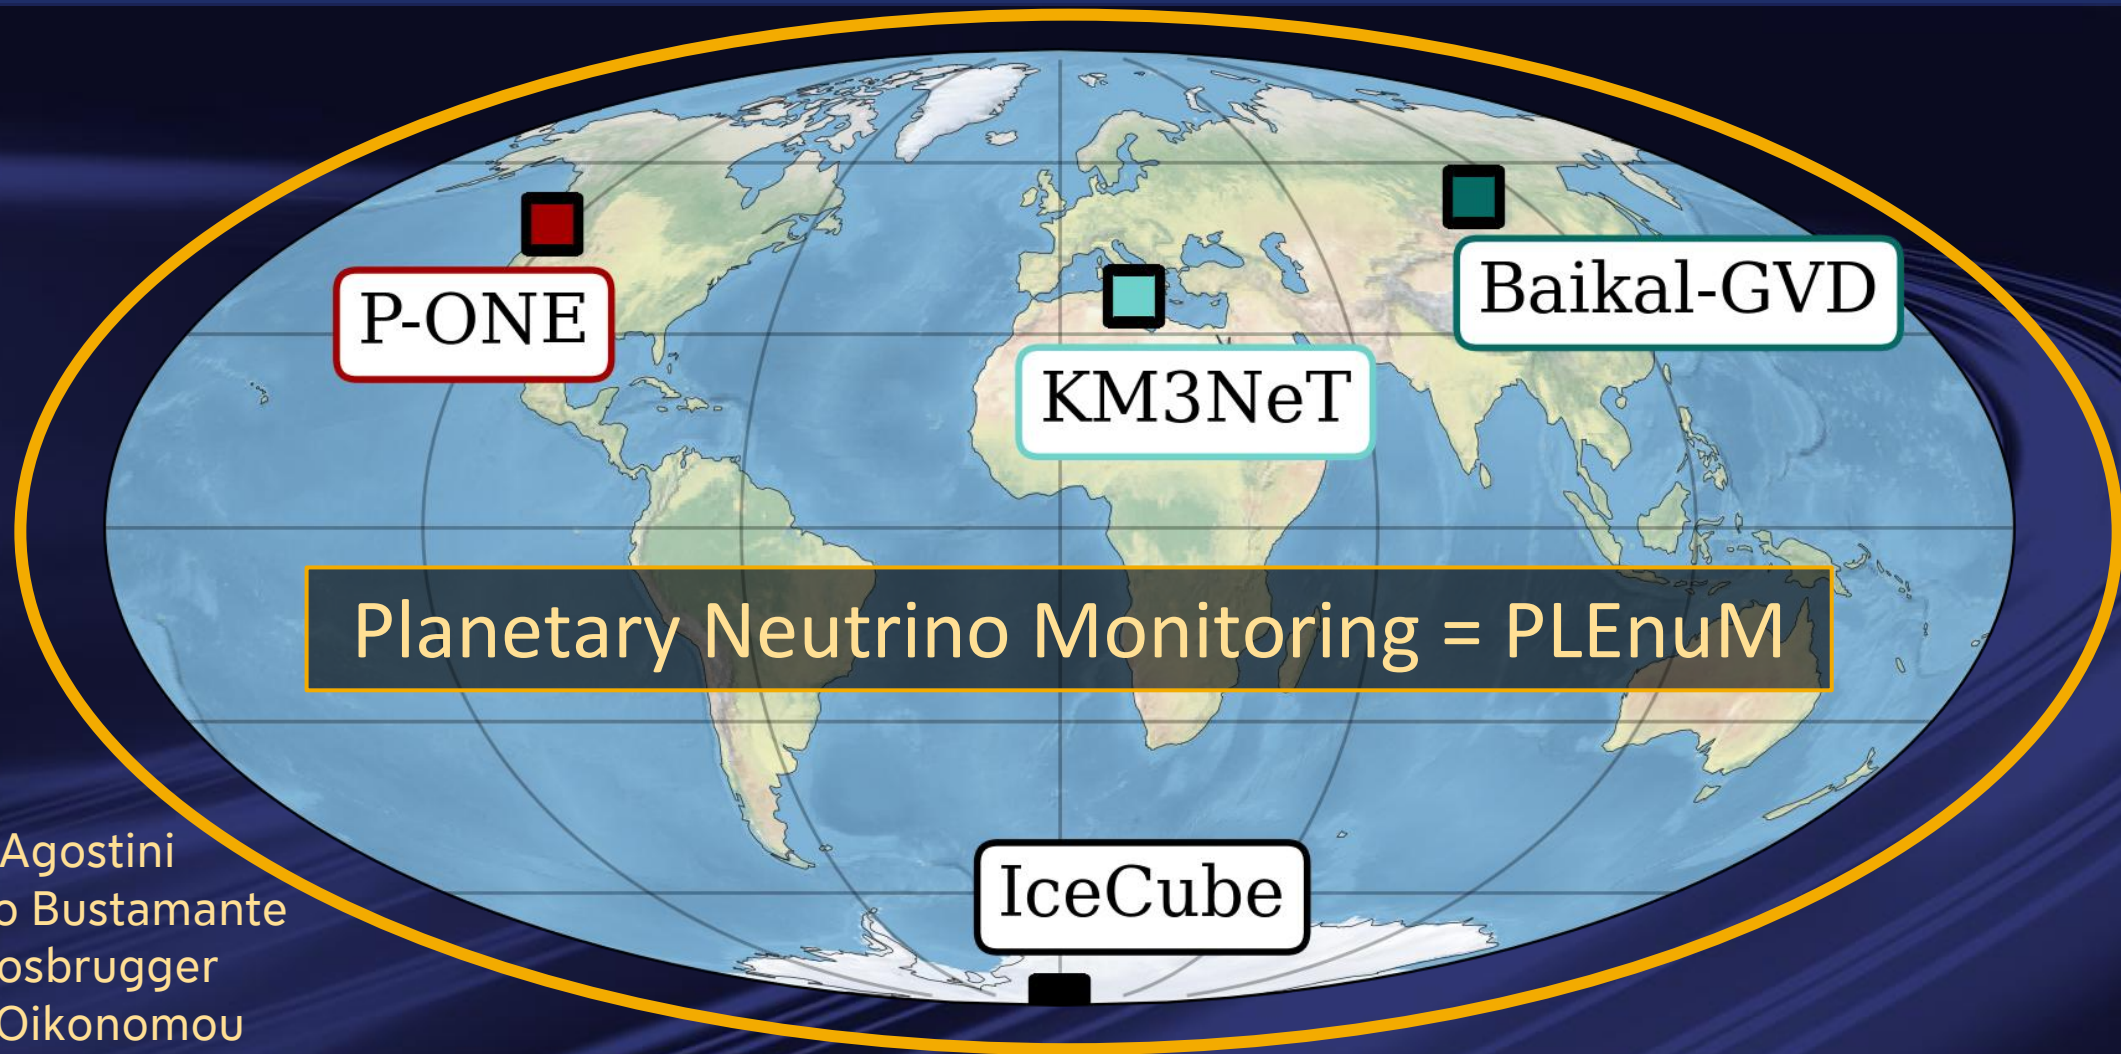 Baikal-GVD
P-ONE
KM3NeT
Planetary Neutrino Monitoring = PLEnuM
IceCube
Agostini
o Bustamante
osbrugger
Oikonomou